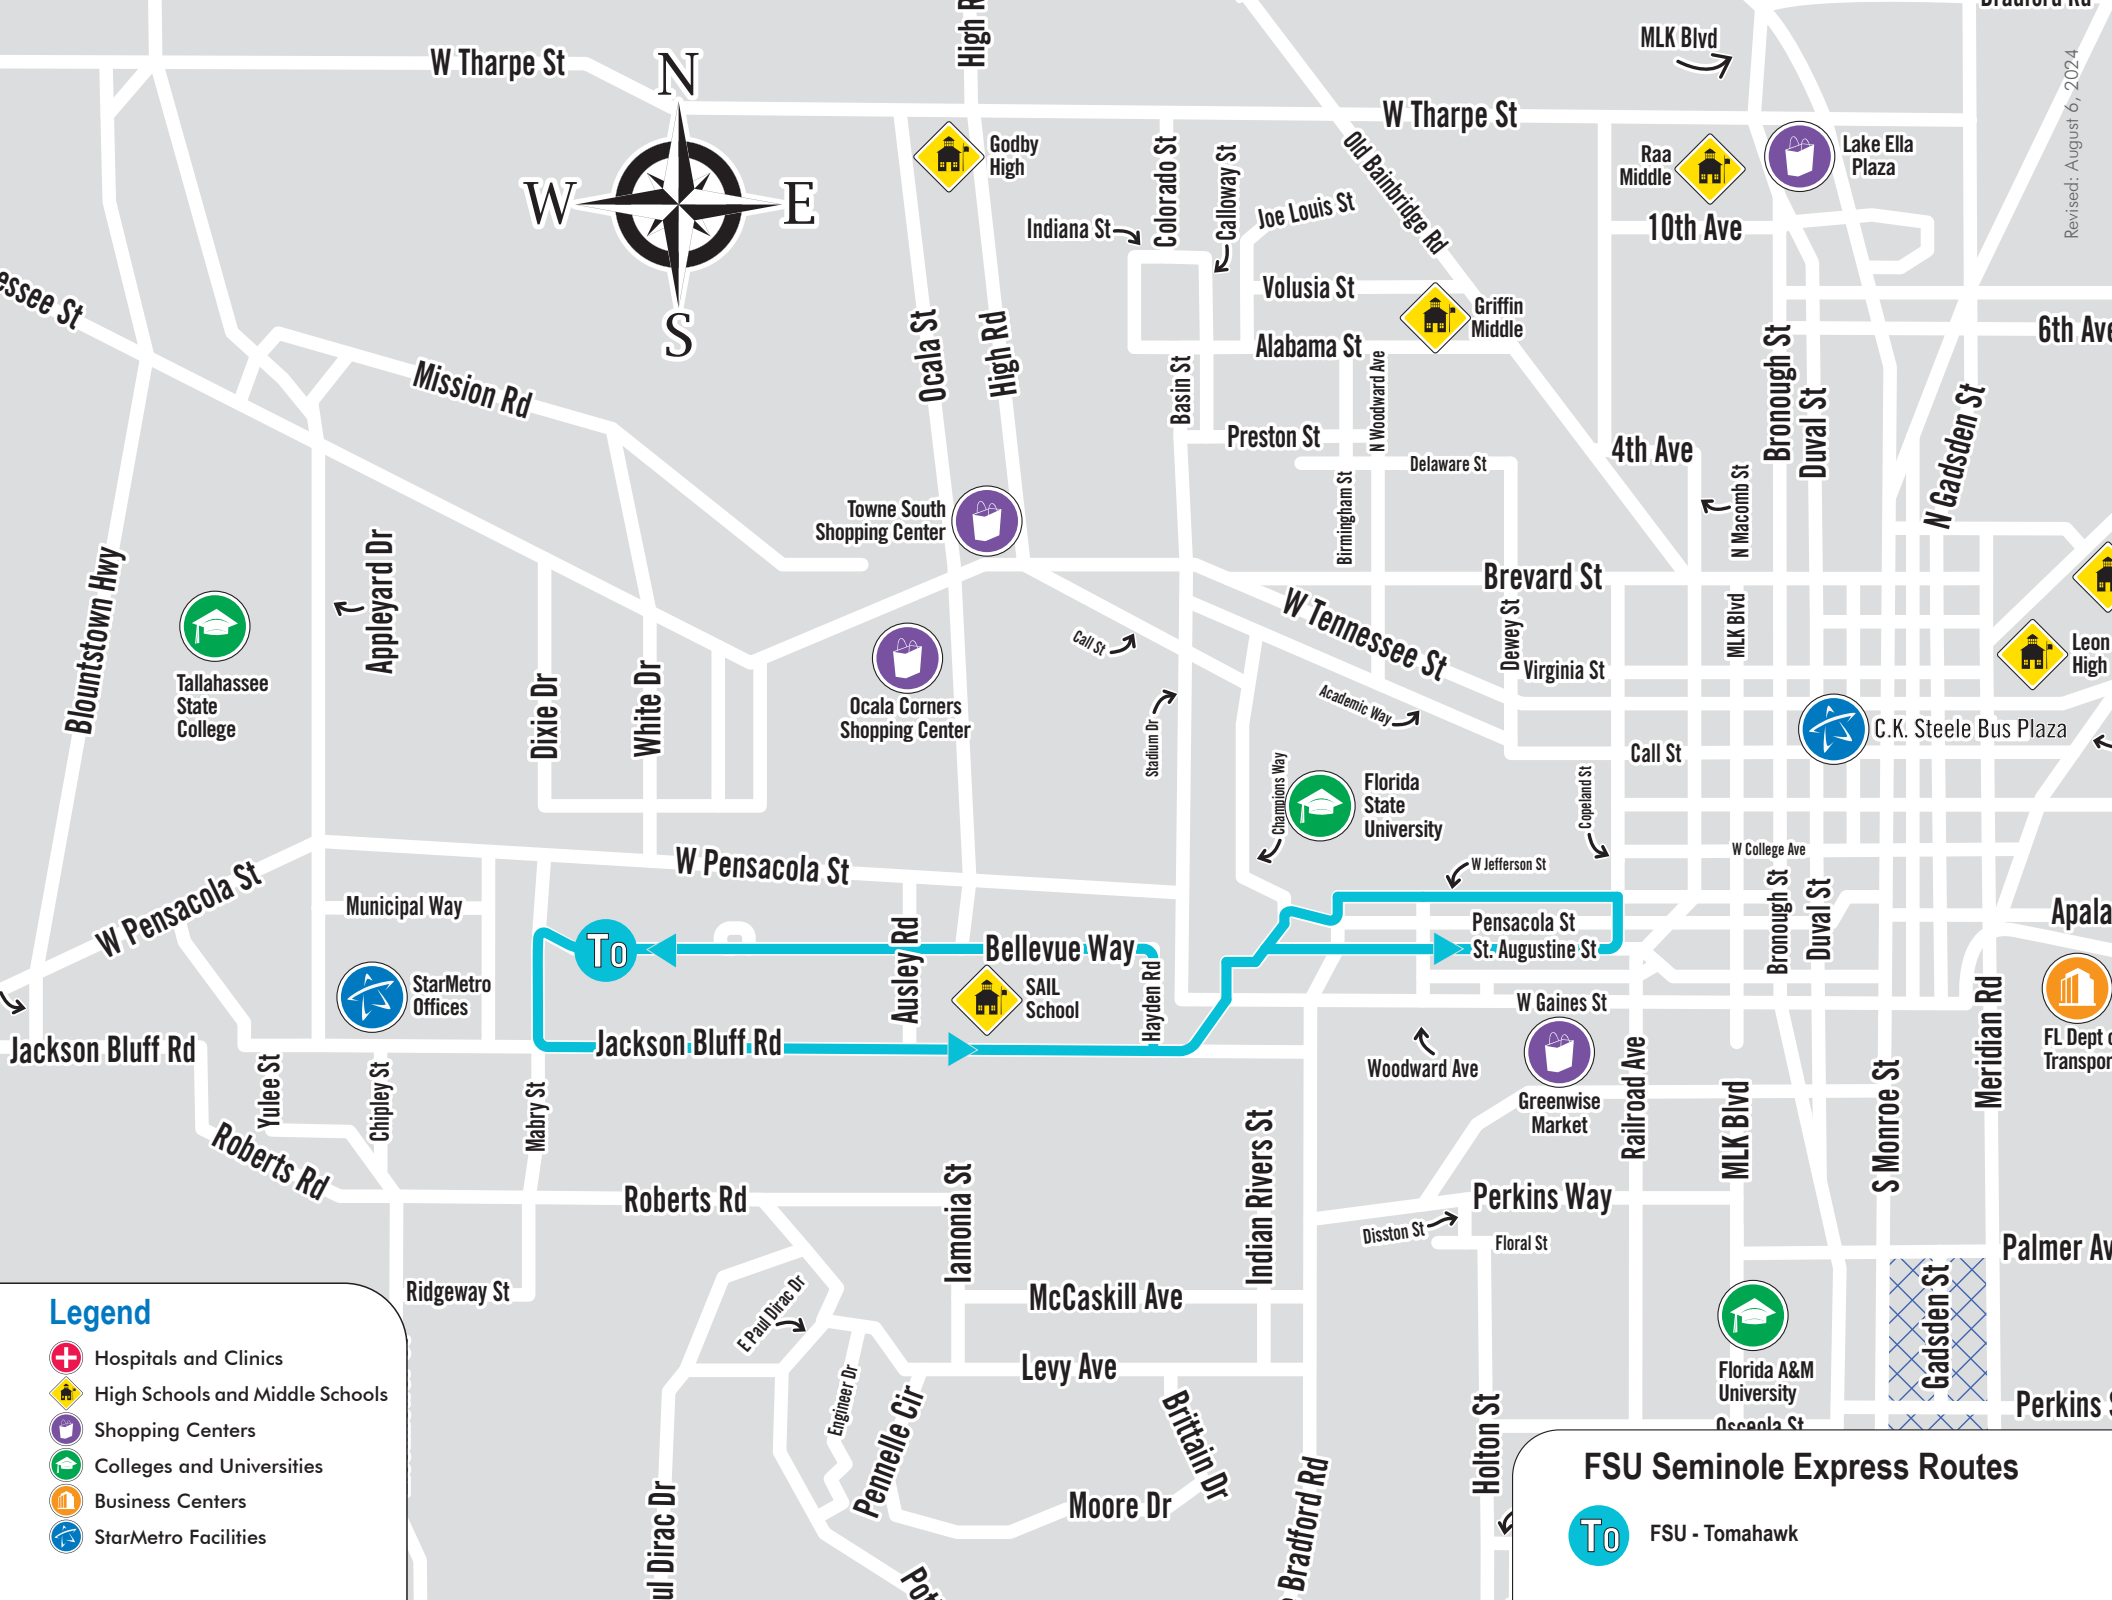 Bradford Rd
MLK Blvd
High R
W Tharpe St
N
W Tharpe St
Revised: August 6, 2024
Godby
High
Colorado St
Calloway St
Old Bainbridge Rd
Raa
Middle
Lake Ella
Plaza
W
E
Indiana St
Joe Louis St
10th Ave
essee St
S
Volusia St
Griffin
Middle
6th Ave
Ocala St
High Rd
Alabama St
Mission Rd
Basin St
N Woodward Ave
Bronough St
Duval St
N Gadsden St
Preston St
4th Ave
Delaware St
Birmingham St
N Macomb St
Towne South
Shopping Center
Blountstown Hwy
Appleyard Dr
Brevard St
W Tennessee St
Dewey St
MLK Blvd
Call St
Leon
High
Tallahassee
State
College
Dixie Dr
White Dr
Virginia St
Ocala Corners
Shopping Center
Stadium Dr
Academic Way
C.K. Steele Bus Plaza
Call St
Champions Way
Florida
State
University
Copeland St
W Pensacola St
W Pensacola St
W Jefferson St
W College Ave
Municipal Way
Bronough St
Duval St
Apala
Ausley Rd
Pensacola St
St. Augustine St
To
Bellevue Way
StarMetro
Offices
SAIL
School
Hayden Rd
W Gaines St
Meridian Rd
Jackson Bluff Rd
Jackson Bluff Rd
FL Dept o
Transpor
Yulee St
Chipley St
Mabry St
Woodward Ave
Greenwise
Market
Railroad Ave
MLK Blvd
S Monroe St
Roberts Rd
Roberts Rd
Iamonia St
Indian Rivers St
Perkins Way
Disston St
Floral St
Palmer Av
Ridgeway St
E Paul Dirac Dr
McCaskill Ave
Gadsden St
Levy Ave
Florida A&M
University
Engineer Dr
Pennelle Cir
Brittain Dr
Holton St
Osceola St
Perkins S
Moore Dr
ul Dirac Dr
Bradford Rd
Pot
Legend
Hospitals and Clinics
High Schools and Middle Schools
Shopping Centers
Colleges and Universities
Business Centers
StarMetro Facilities
FSU Seminole Express Routes
To
FSU - Tomahawk